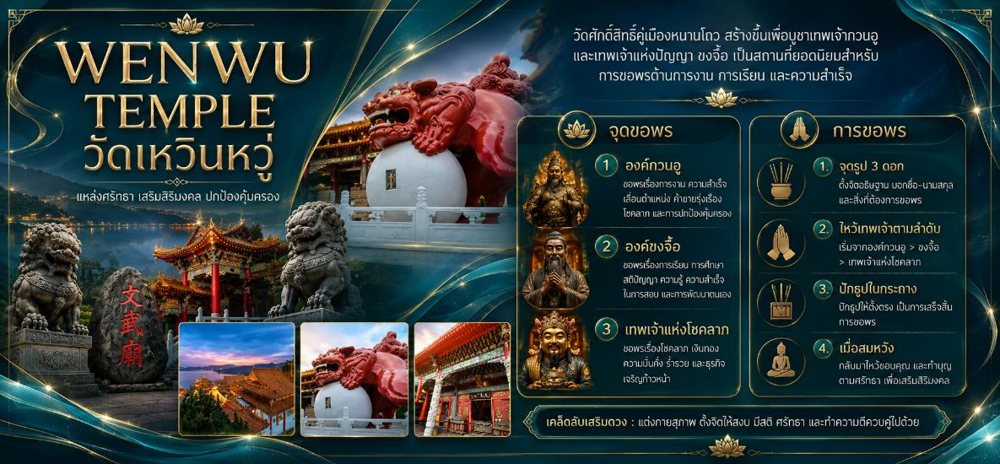 WENWU
TEMPLE
วัดเหวินหวู่
แหล่งศรัทธา เสริมสิริมงคล ปกป้องคุ้มครอง
文武廟
วัดศักดิ์สิทธิ์คู่เมืองหนานโถว สร้างขึ้นเพื่อบูชาเทพเจ้ากวนอู
และเทพเจ้าแห่งปัญญา ขงจื้อ เป็นสถานที่ยอดนิยมสำหรับ
การขอพรด้านการงาน การเรียน และความสำเร็จ
จุดขอพร
1 องค์กวนอู
ขอพรเรื่องการงาน ความสำเร็จ
เลื่อนตำแหน่ง ค้าขายรุ่งเรือง
โชคลาภ และการปกป้องคุ้มครอง
2 องค์ขงจื้อ
ขอพรเรื่องการเรียน การศึกษา
สติปัญญา ความรู้ ความสำเร็จ
ในการสอบ และการพัฒนาตนเอง
3 เทพเจ้าแห่งโชคลาภ
ขอพรเรื่องโชคลาภ เงินทอง
ความมั่นคั่ง ร่ำรวย และธุรกิจ
เจริญก้าวหน้า
การขอพร
1. จุดรูป 3 ดอก
ตั้งจิตอธิษฐาน บอกชื่อ-นามสกุล
และสิ่งที่ต้องการขอพร
2. ไหว้เทพเจ้าตามลำดับ
เริ่มจากองค์กวนอู > ขงจื้อ
> เทพเจ้าแห่งโชคลาภ
3. ปักธูปในกระถาง
ปักธูปให้ตั้งตรง เป็นการเสร็จสิ้น
การขอพร
4. เมื่อสมหวัง
กลับมาไหว้ขอบคุณ และทำบุญ
ตามศรัทธา เพื่อเสริมสิริมงคล
เคล็ดลับเสริมดวง : แต่งกายสุภาพ ตั้งจิตให้สงบ มีสติ ศรัทธา และทำความดีควบคู่ไปด้วย